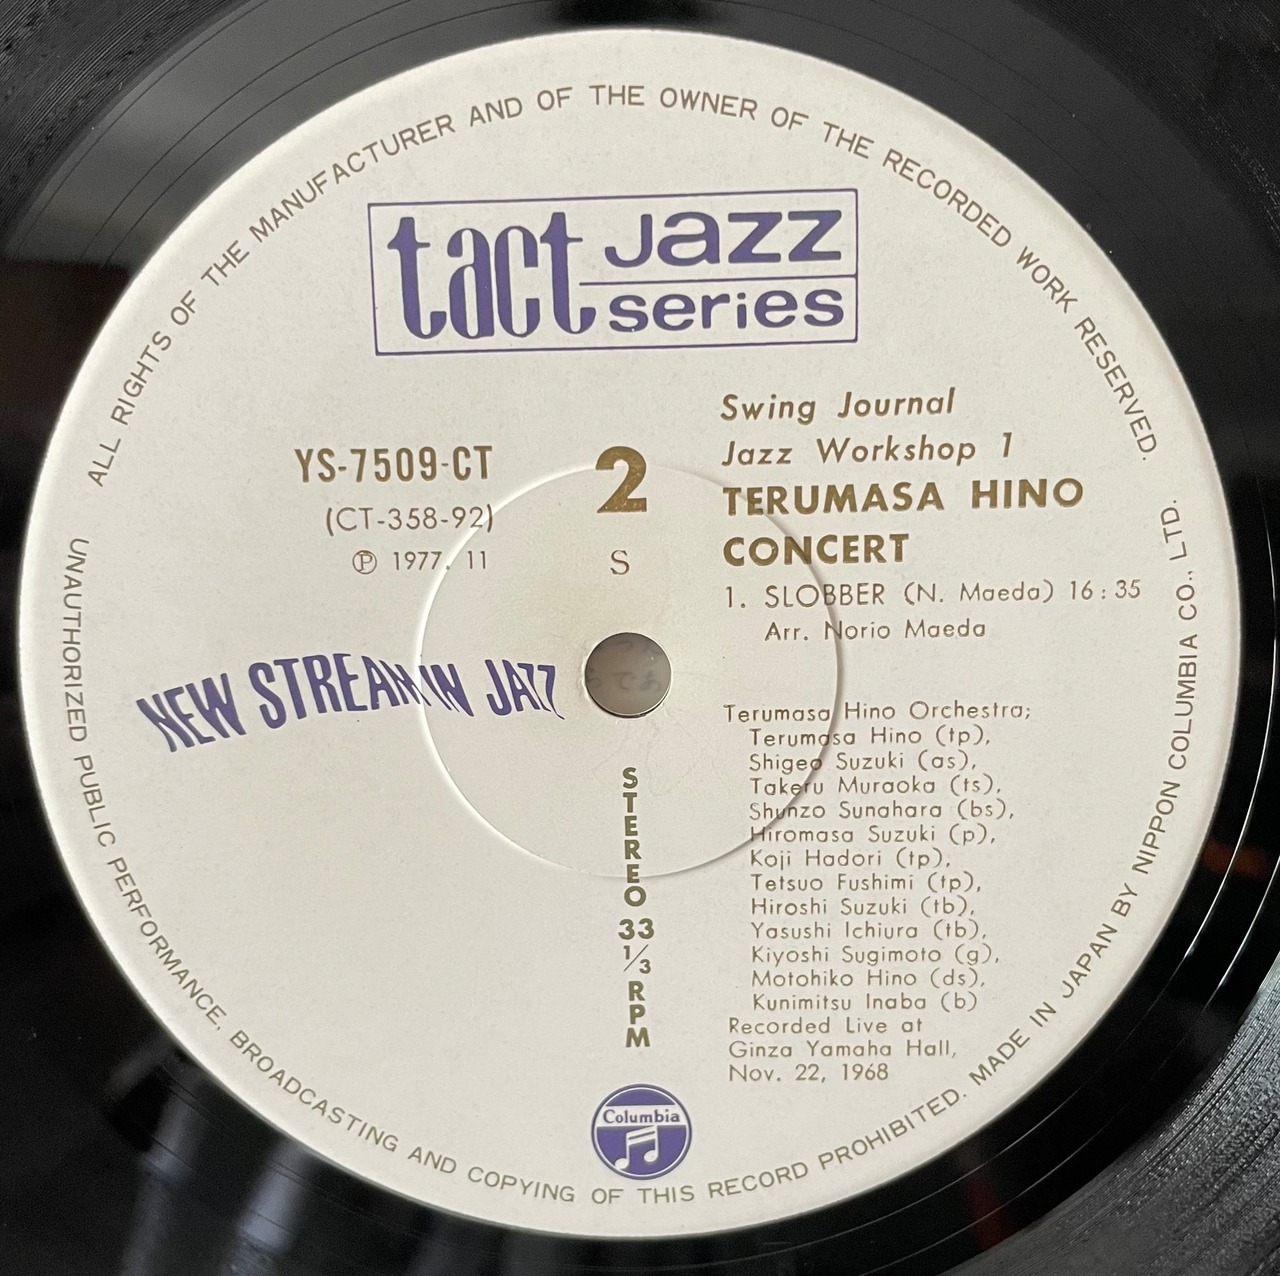 ALL RIGHTS OF THE MANUFACTURER AND OF THE OWNER OF THE RECORDED WORK RESERVED.
tact jazz series
YS-7509-CT
(CT-358-92)
Ⓟ 1977. 11
2
S
Swing Journal
Jazz Workshop 1
TERUMASA HINO
CONCERT
1. SLOBBER (N. Maeda) 16:35
Arr. Norio Maeda
NEW STREAM IN JAZZ
Terumasa Hino Orchestra;
Terumasa Hino (tp),
Shigeo Suzuki (as),
Takeru Muraoka (ts),
Shunzo Sunahara (bs),
Hiromasa Suzuki (p),
Koji Hadori (tp),
Tetsuo Fushimi (tp),
Hiroshi Suzuki (tb),
Yasushi Ichiura (tb),
Kiyoshi Sugimoto (g),
Motohiko Hino (ds),
Kunimitsu Inaba (b)
Recorded Live at
Ginza Yamaha Hall,
Nov. 22, 1968
STEREO 33 1/3 RPM
Columbia
UNAUTHORIZED PUBLIC PERFORMANCE, BROADCASTING AND COPYING OF THIS RECORD PROHIBITED. MADE IN JAPAN BY NIPPON COLUMBIA CO., LTD.